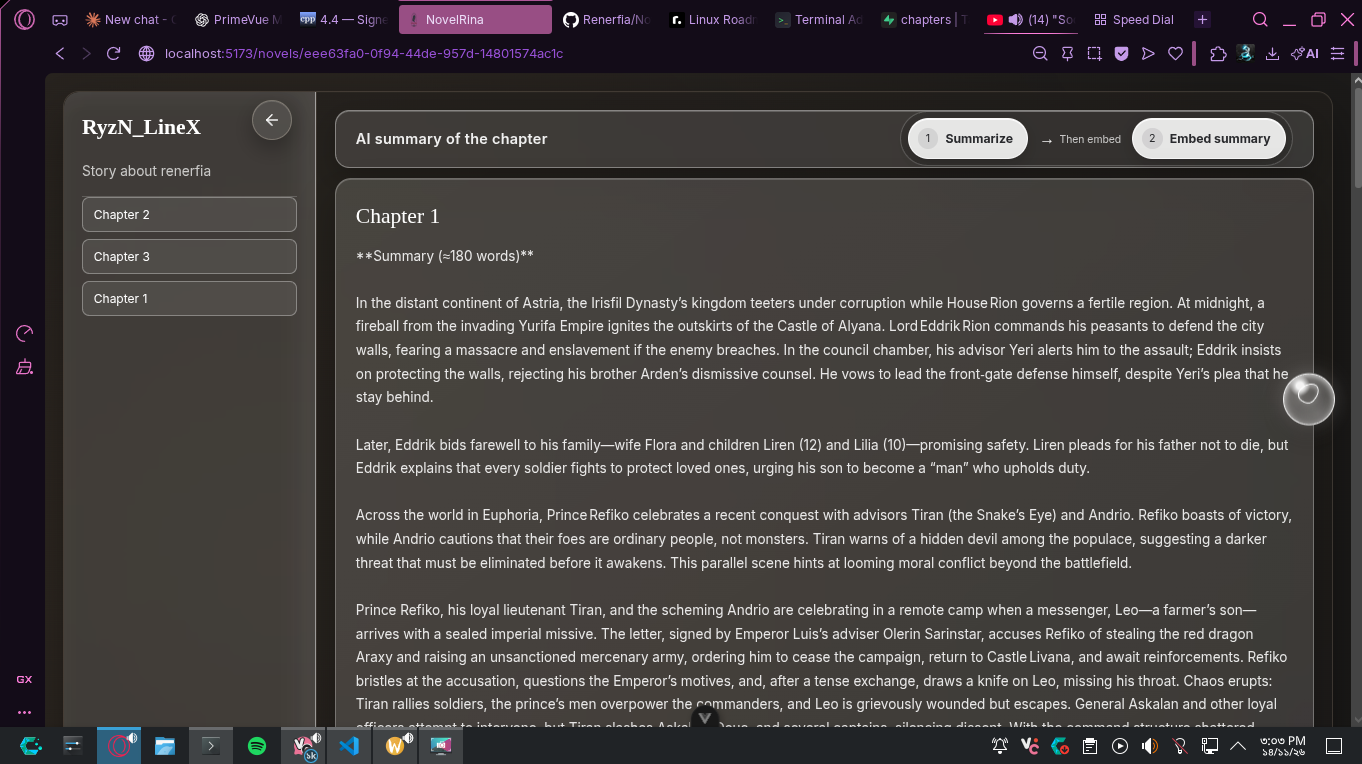 New chat - C
PrimeVue M
cpp
4.4 — Signe
NovelRina
Renerfia/No
r.
Linux Roadm
Terminal Ad
chapters | T
(14) "So
Speed Dial
localhost:5173/novels/eee63fa0-0f94-44de-957d-14801574ac1c
AI
RyzN_LineX
Story about renerfia
Chapter 2
Chapter 3
Chapter 1
AI summary of the chapter
1 Summarize → Then embed 2 Embed summary
Chapter 1
**Summary (≈180 words)**
In the distant continent of Astria, the Irisfil Dynasty’s kingdom teeters under corruption while House Rion governs a fertile region. At midnight, a
fireball from the invading Yurifa Empire ignites the outskirts of the Castle of Alyana. Lord Eddrik Rion commands his peasants to defend the city
walls, fearing a massacre and enslavement if the enemy breaches. In the council chamber, his advisor Yeri alerts him to the assault; Eddrik insists
on protecting the walls, rejecting his brother Arden’s dismissive counsel. He vows to lead the front‑gate defense himself, despite Yeri’s plea that he
stay behind.
Later, Eddrik bids farewell to his family—wife Flora and children Liren (12) and Lilia (10)—promising safety. Liren pleads for his father not to die, but
Eddrik explains that every soldier fights to protect loved ones, urging his son to become a “man” who upholds duty.
Across the world in Euphoria, Prince Refiko celebrates a recent conquest with advisors Tiran (the Snake’s Eye) and Andrio. Refiko boasts of victory,
while Andrio cautions that their foes are ordinary people, not monsters. Tiran warns of a hidden devil among the populace, suggesting a darker
threat that must be eliminated before it awakens. This parallel scene hints at looming moral conflict beyond the battlefield.
Prince Refiko, his loyal lieutenant Tiran, and the scheming Andrio are celebrating in a remote camp when a messenger, Leo—a farmer’s son—
arrives with a sealed imperial missive. The letter, signed by Emperor Luis’s adviser Olerin Sarinstar, accuses Refiko of stealing the red dragon
Araxy and raising an unsanctioned mercenary army, ordering him to cease the campaign, return to Castle Livana, and await reinforcements. Refiko
bristles at the accusation, questions the Emperor’s motives, and, after a tense exchange, draws a knife on Leo, missing his throat. Chaos erupts:
Tiran rallies soldiers, the prince’s men overpower the commanders, and Leo is grievously wounded but escapes. General Askalan and other loyal
GX
sk
৩:০৩ PM